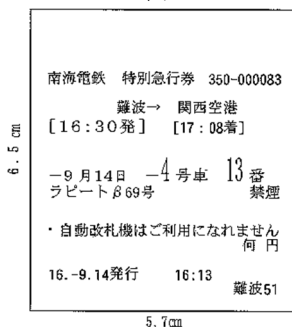 南海電鉄 特別急行券 350-000083
難波→ 関西空港
[16:30発] [17:08着]
-9月14日 -4号車 13番
ラピートβ69号 禁煙
・自動改札機はご利用になれません
何 円
16.-9.14発行 16:13
難波51
6.5㎝
5.7㎝